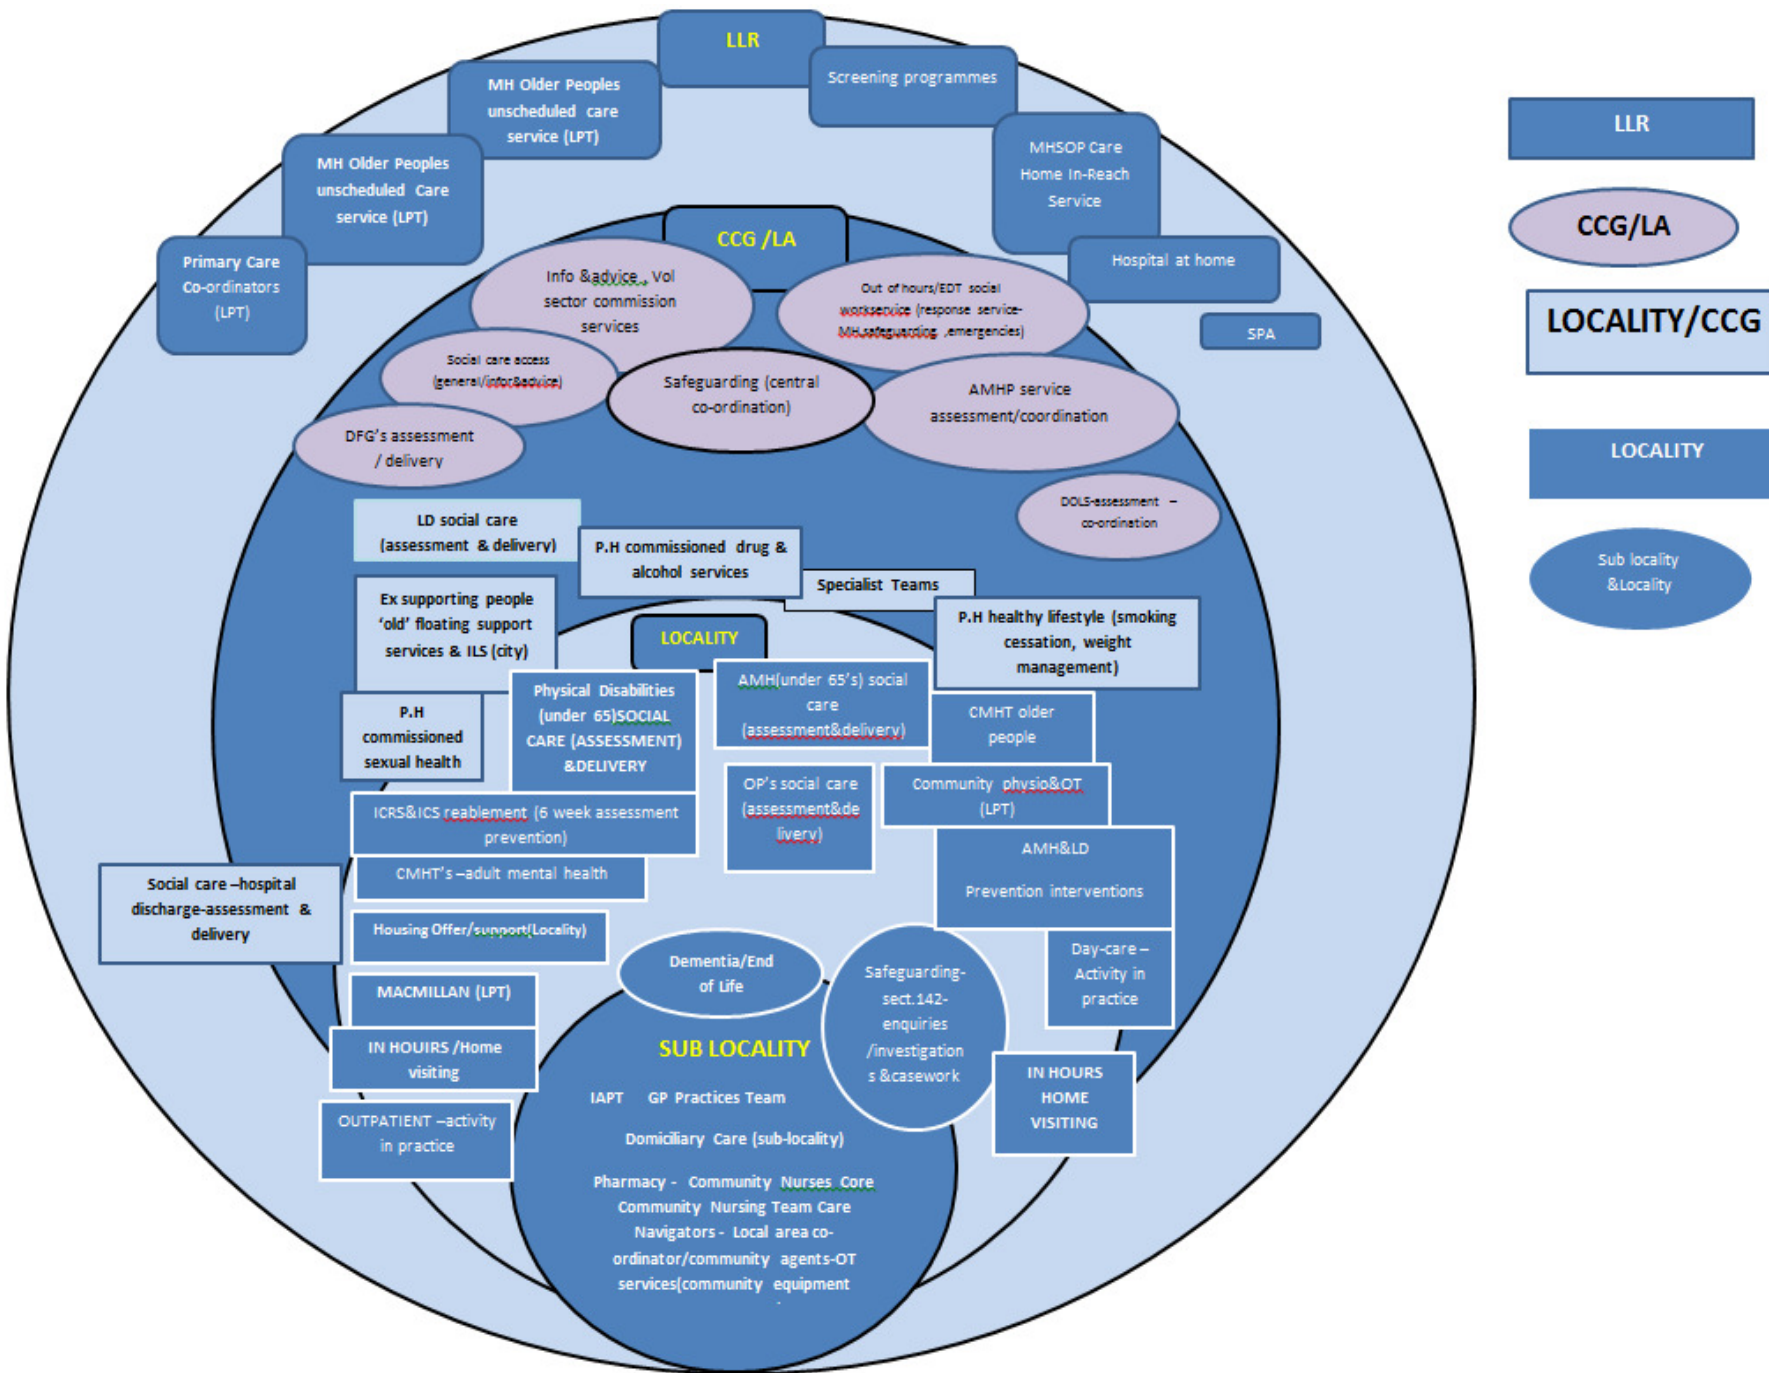 LLR
Screening programmes
MH Older Peoples
unscheduled care
service (LPT)
MH Older Peoples
unscheduled Care
service (LPT)
Primary Care
Co-ordinators
(LPT)
MHSOP Care
Home In-Reach
Service
Hospital at home
SPA
CCG /LA
Info &advice , Vol
sector commission
services
Out of hours/EDT social
workservice (response service-
MH,safeguarding ,emergencies)
Social care access
(general/infor&advice)
Safeguarding (central
co-ordination)
AMHP service
assessment/coordination
DFG's assessment
/ delivery
DOLS-assessment –
co-ordination
LD social care
(assessment & delivery)
P.H commissioned drug &
alcohol services
Specialist Teams
Ex supporting people
‘old’ floating support
services & ILS (city)
P.H healthy lifestyle (smoking
cessation, weight
management)
LOCALITY
P.H
commissioned
sexual health
Physical Disabilities
(under 65)SOCIAL
CARE (ASSESSMENT)
&DELIVERY
AMH(under 65’s) social
care
(assessment&delivery)
CMHT older
people
OP’s social care
(assessment&de
livery)
Community physio&OT
(LPT)
ICRS&ICS reablement (6 week assessment
prevention)
CMHT’s –adult mental health
AMH&LD
Prevention interventions
Social care –hospital
discharge-assessment &
delivery
Housing Offer/support(Locality)
Day-care –
Activity in
practice
MACMILLAN (LPT)
IN HOUIRS /Home
visiting
OUTPATIENT –activity
in practice
Dementia/End
of Life
Safeguarding-
sect.142-
enquiries
/investigation
s &casework
IN HOURS
HOME
VISITING
SUB LOCALITY
IAPT GP Practices Team
Domiciliary Care (sub-locality)
Pharmacy - Community Nurses Core
Community Nursing Team Care
Navigators - Local area co-
ordinator/community agents-OT
services(community equipment
LLR
CCG/LA
LOCALITY/CCG
LOCALITY
Sub locality
&Locality